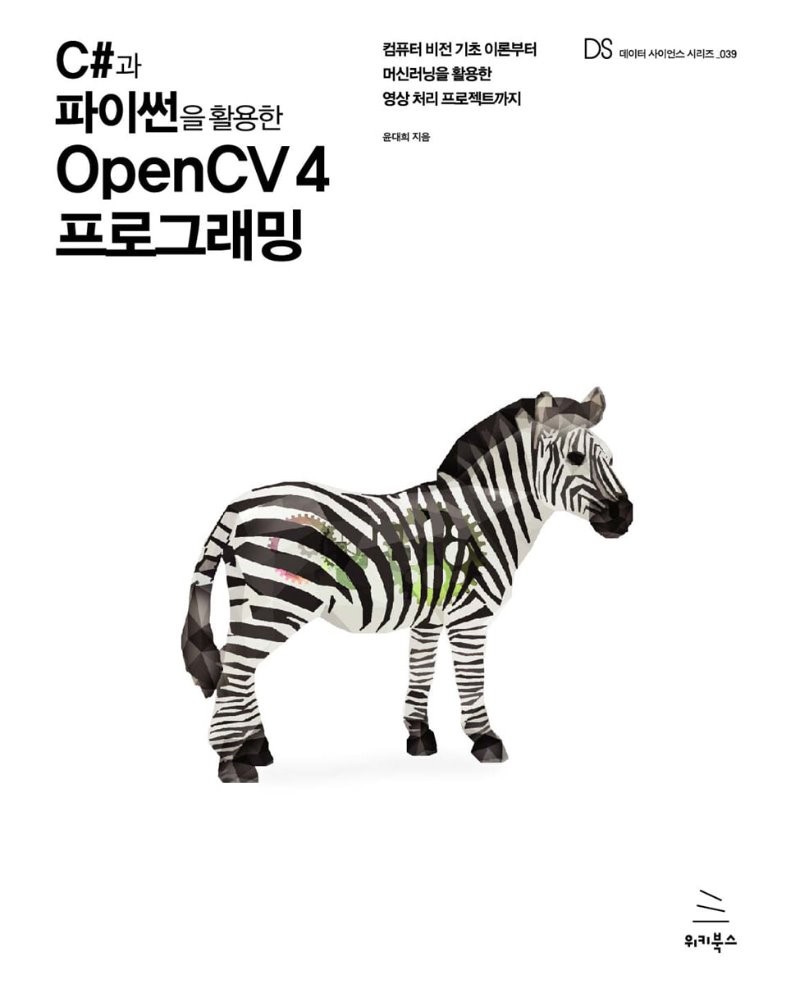 C#과
파이썬을 활용한
OpenCV 4
프로그래밍
컴퓨터 비전 기초 이론부터
머신러닝을 활용한
영상 처리 프로젝트까지
윤대희 지음
DS 데이터 사이언스 시리즈_039
위키북스